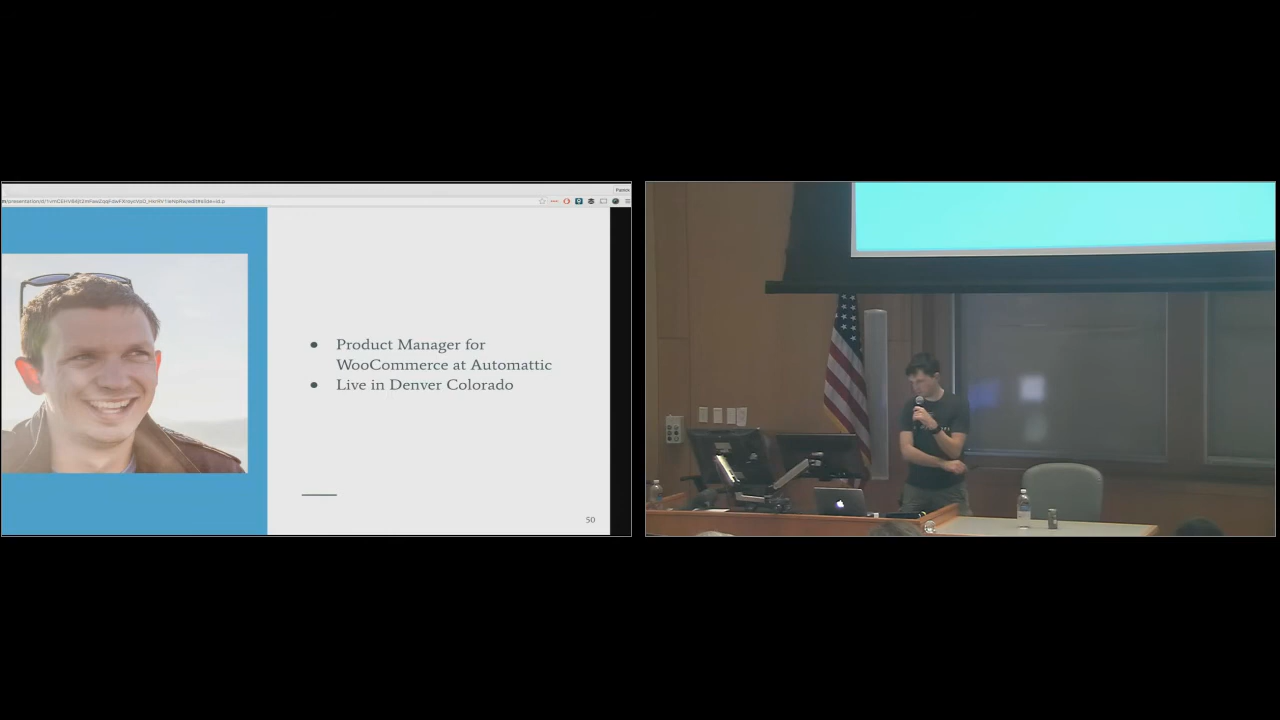 ● Product Manager for
WooCommerce at Automattic
● Live in Denver Colorado
50